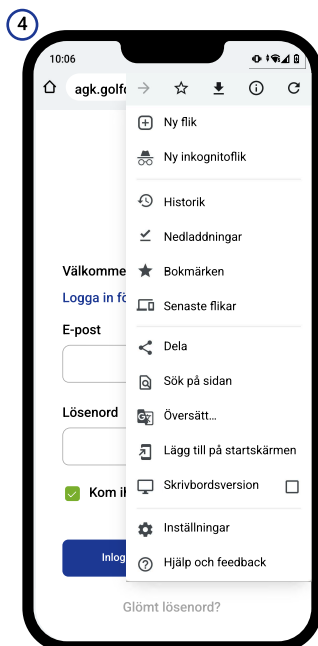 4
10:06
agk.golf
Ny flik
Ny inkognitoflik
Historik
Nedladdningar
Bokmärken
Senaste flikar
Välkomme
Logga in fö
E-post
Dela
Sök på sidan
Översätt...
Lösenord
Lägg till på startskärmen
Skrivbordsversion
Kom ih
Inställningar
Inlog
Hjälp och feedback
Glömt lösenord?